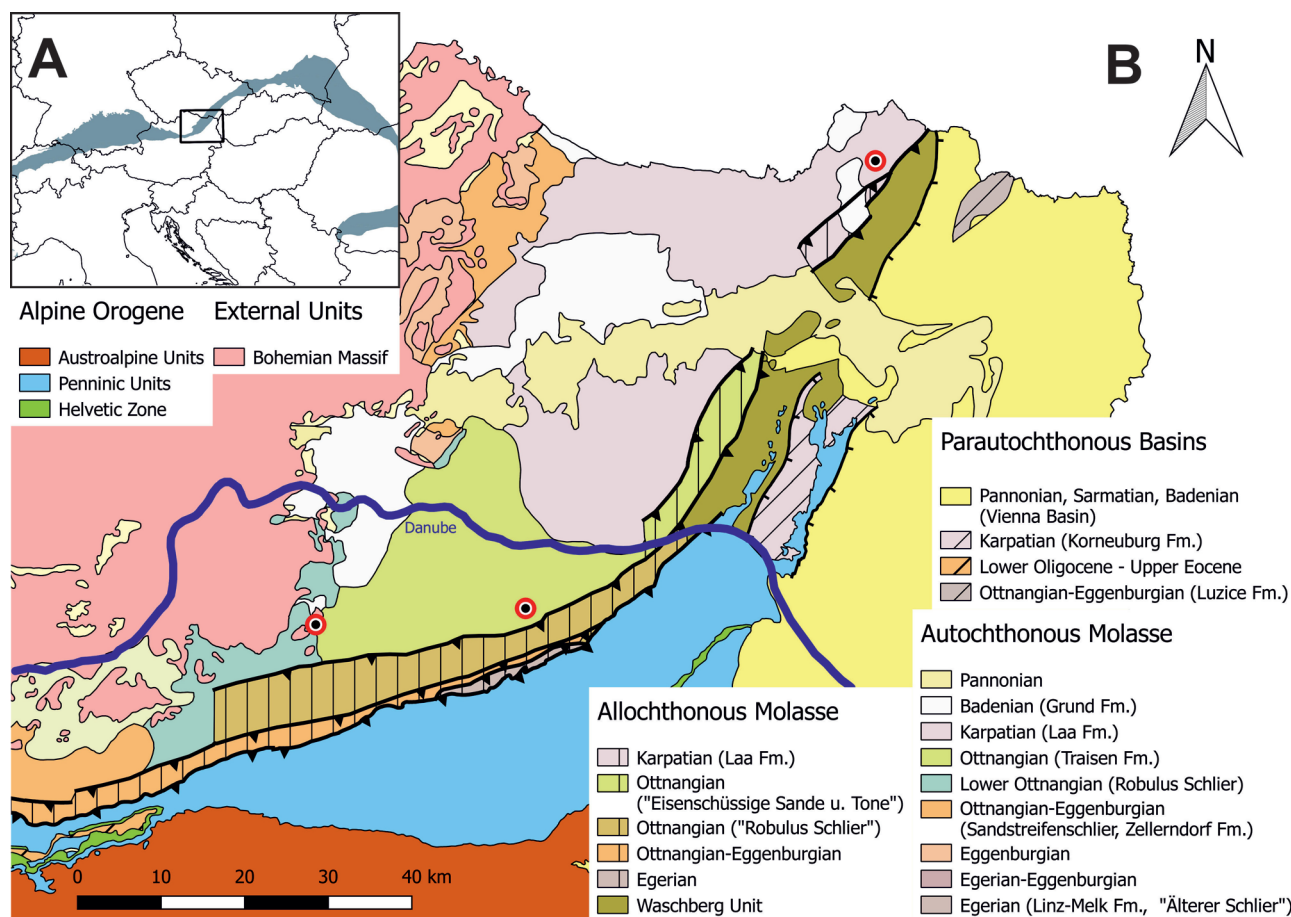 A
B
N
Alpine Orogene
External Units
Austroalpine Units
Bohemian Massif
Penninic Units
Helvetic Zone
Danube
Parautochthonous Basins
Pannonian, Sarmatian, Badenian
(Vienna Basin)
Karpatian (Korneuburg Fm.)
Lower Oligocene - Upper Eocene
Ottnangian-Eggenburgian (Luzice Fm.)
Autochthonous Molasse
Pannonian
Badenian (Grund Fm.)
Karpatian (Laa Fm.)
Ottnangian (Traisen Fm.)
Lower Ottnangian (Robulus Schlier)
Ottnangian-Eggenburgian
(Sandstreifenschlier, Zellerndorf Fm.)
Eggenburgian
Egerian-Eggenburgian
Egerian (Linz-Melk Fm., "Älterer Schlier")
Allochthonous Molasse
Karpatian (Laa Fm.)
Ottnangian
("Eisenschüssige Sande u. Tone")
Ottnangian ("Robulus Schlier")
Ottnangian-Eggenburgian
Egerian
Waschberg Unit
0 10 20 30 40 km